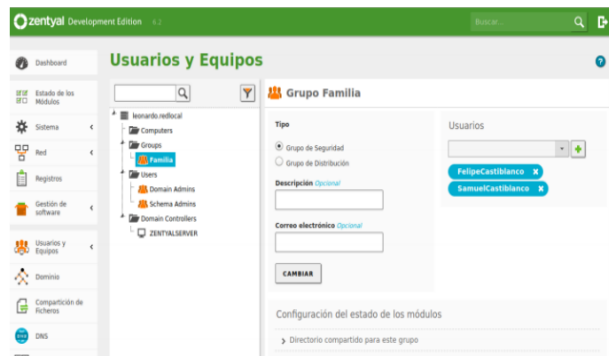 zentyal Development Edition 6.2
Buscar...
Dashboard
Estado de los
Módulos
Sistema
Red
Registros
Gestión de
software
Usuarios y
Equipos
Dominio
Compartición de
Ficheros
DNS
Usuarios y Equipos
leonardo.redlocal
Computers
Groups
Familia
Users
Domain Admins
Schema Admins
Domain Controllers
ZENTYALSERVER
Grupo Familia
Tipo
Grupo de Seguridad
Grupo de Distribución
Descripción Opcional
Correo electrónico Opcional
CAMBIAR
Usuarios
FelipeCastiblanco x
SamuelCastiblanco x
Configuración del estado de los módulos
Directorio compartido para este grupo